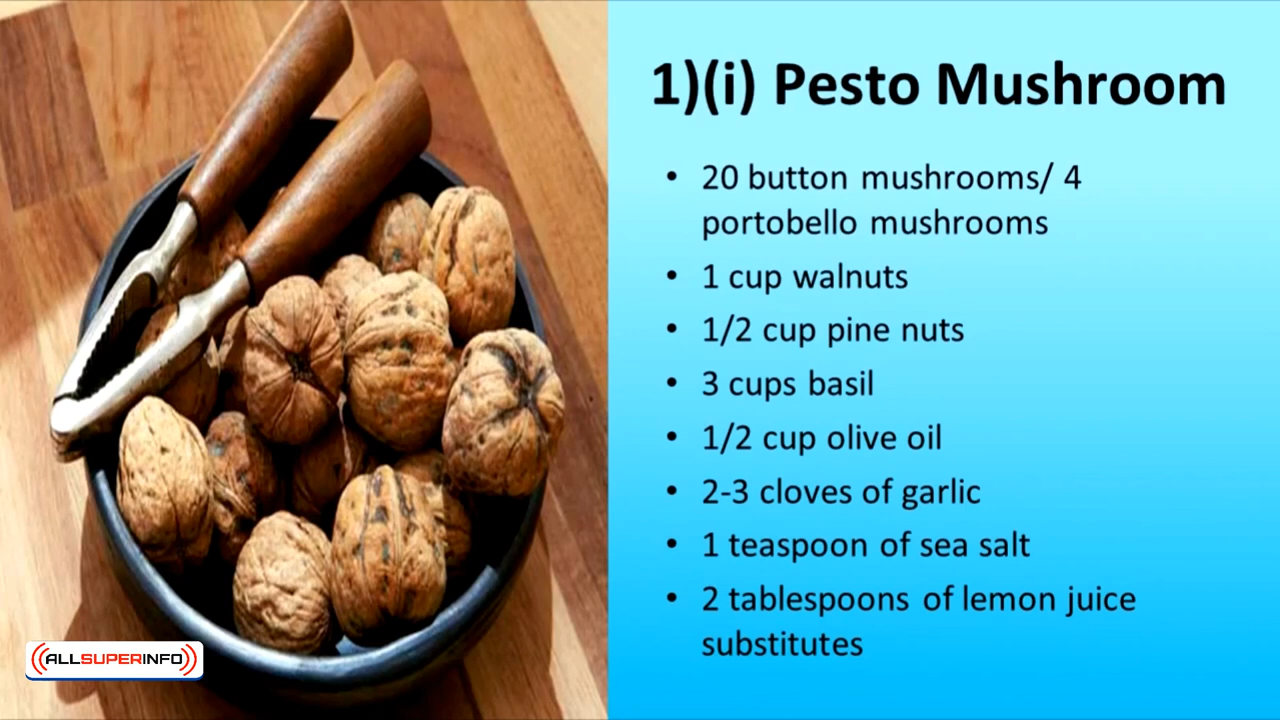 1)(i) Pesto Mushroom
• 20 button mushrooms/ 4
portobello mushrooms
• 1 cup walnuts
• 1/2 cup pine nuts
• 3 cups basil
• 1/2 cup olive oil
• 2-3 cloves of garlic
• 1 teaspoon of sea salt
• 2 tablespoons of lemon juice
substitutes
ALLSUPERINFO